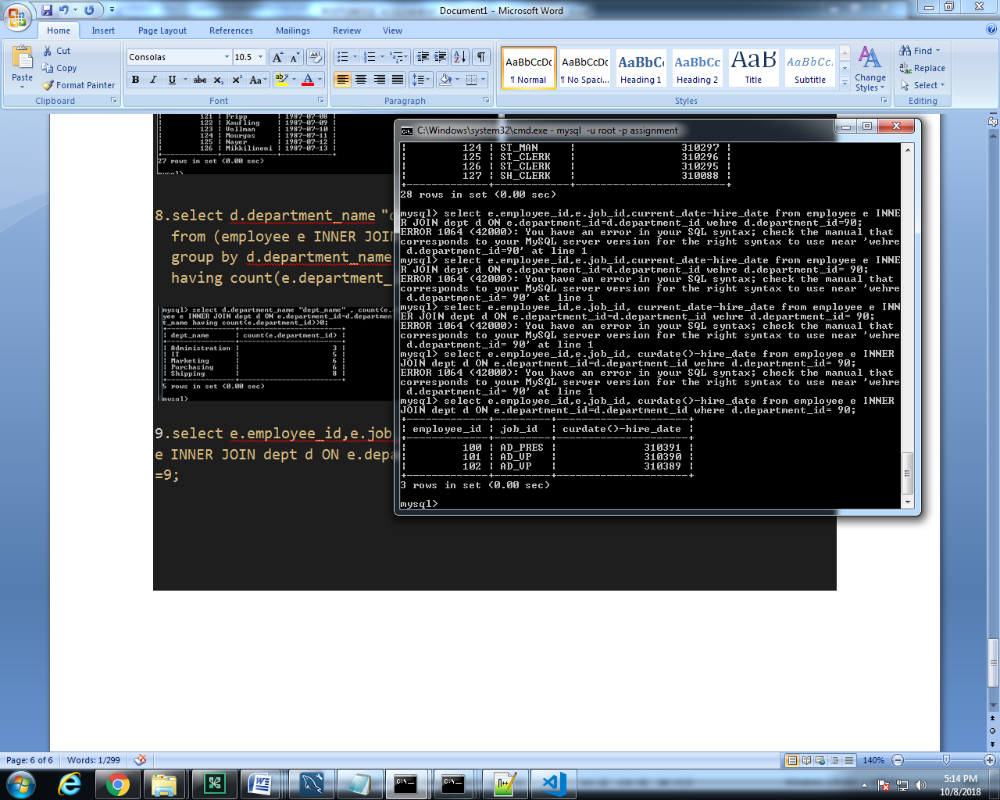 Document1 - Microsoft Word
Home Insert Page Layout References Mailings Review View
Paste
Cut
Copy
Format Painter
Clipboard
Consolas 10.5
B I U abc x₂ x² Aa
Font
Paragraph
AaBbCcDc AaBbCcDc AaBbCc AaBbCc AaB AaBbCc.
¶ Normal ¶ No Spaci... Heading 1 Heading 2 Title Subtitle
Change Styles
Styles
Find
Replace
Select
Editing
121 | Fripp | 1987-07-08
122 | Kaufling | 1987-07-09
123 | Vollman | 1987-07-10
124 | Mourgos | 1987-07-11
125 | Nayer | 1987-07-12
126 | Mikkilineni | 1987-07-13
27 rows in set (0.00 sec)
mysql>
8.select d.department_name "d
from (employee e INNER JOIN
group by d.department_name
having count(e.department_
mysql> select d.department_name "dept_name" , count(e.
yee e INNER JOIN dept d ON e.department_id=d.departmen
t_name having count(e.department_id)>0;
| dept_name | count(e.department_id) |
| Administration | 3 |
| IT | 5 |
| Marketing | 6 |
| Purchasing | 6 |
| Shipping | 8 |
5 rows in set (0.00 sec)
mysql>
9.select e.employee_id,e.job
e INNER JOIN dept d ON e.depa
=9;
C:\Windows\system32\cmd.exe - mysql -u root -p assignment
| 124 | ST_MAN | 310297 |
| 125 | ST_CLERK | 310296 |
| 126 | ST_CLERK | 310295 |
| 127 | SH_CLERK | 310088 |
28 rows in set (0.00 sec)
mysql> select e.employee_id,e.job_id,current_date-hire_date from employee e INNE
R JOIN dept d ON e.department_id=d.department_id wehre d.department_id=90;
ERROR 1064 (42000): You have an error in your SQL syntax; check the manual that
corresponds to your MySQL server version for the right syntax to use near 'wehre
d.department_id=90' at line 1
mysql> select e.employee_id,e.job_id,current_date-hire_date from employee e INNE
R JOIN dept d ON e.department_id=d.department_id wehre d.department_id= 90;
ERROR 1064 (42000): You have an error in your SQL syntax; check the manual that
corresponds to your MySQL server version for the right syntax to use near 'wehre
d.department_id= 90' at line 1
mysql> select e.employee_id,e.job_id, current_date-hire_date from employee e INN
ER JOIN dept d ON e.department_id=d.department_id wehre d.department_id= 90;
ERROR 1064 (42000): You have an error in your SQL syntax; check the manual that
corresponds to your MySQL server version for the right syntax to use near 'wehre
d.department_id= 90' at line 1
mysql> select e.employee_id,e.job_id, curdate()-hire_date from employee e INNER
JOIN dept d ON e.department_id=d.department_id wehre d.department_id= 90;
ERROR 1064 (42000): You have an error in your SQL syntax; check the manual that
corresponds to your MySQL server version for the right syntax to use near 'wehre
d.department_id= 90' at line 1
mysql> select e.employee_id,e.job_id, curdate()-hire_date from employee e INNER
JOIN dept d ON e.department_id=d.department_id where d.department_id= 90;
| employee_id | job_id | curdate()-hire_date |
| 100 | AD_PRES | 310391 |
| 101 | AD_VP | 310390 |
| 102 | AD_VP | 310389 |
3 rows in set (0.00 sec)
mysql>
Page: 6 of 6 Words: 1/299 140%
5:14 PM
10/8/2018